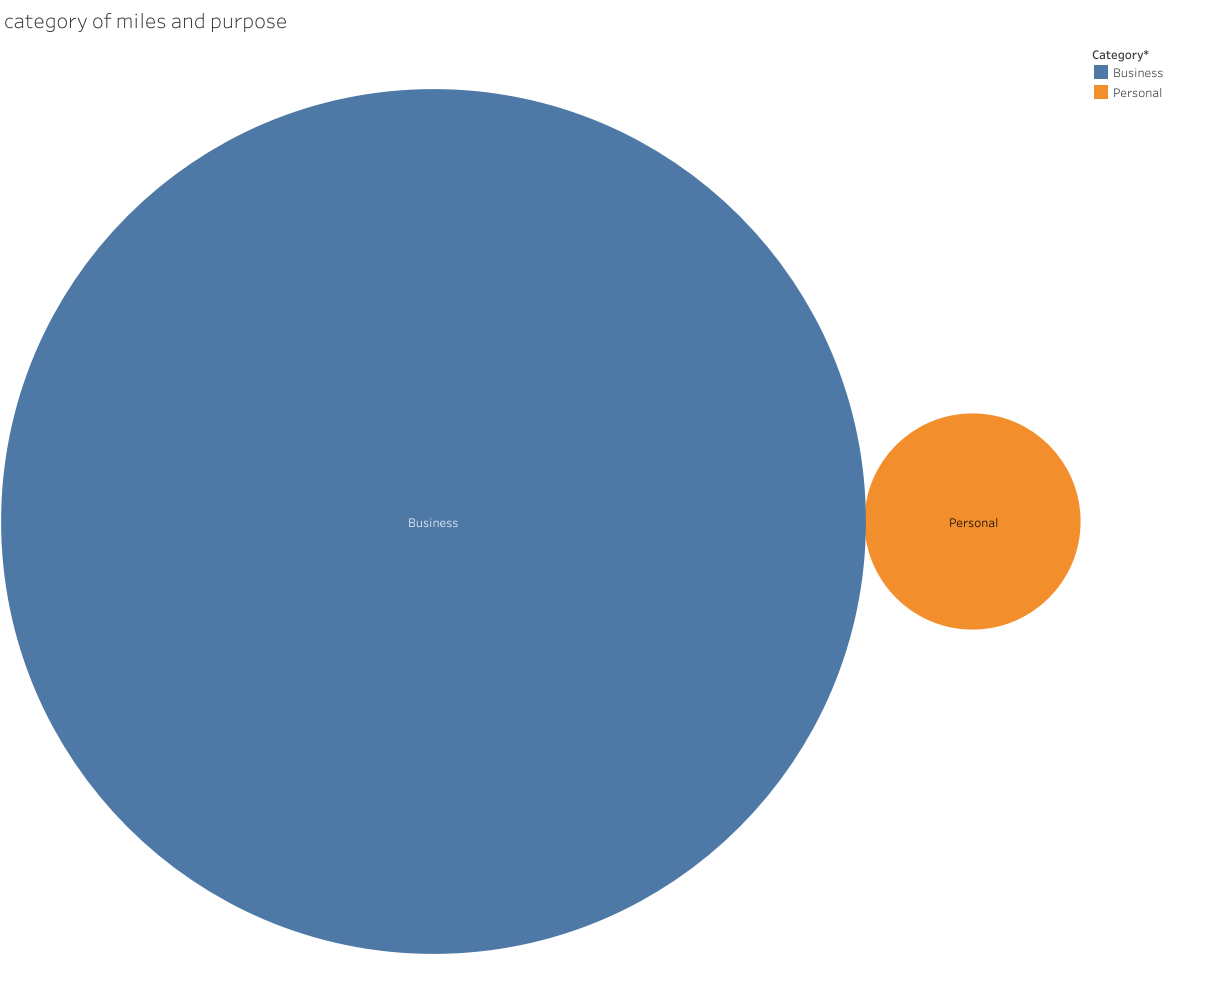 category of miles and purpose
Category*
Business
Personal
Business
Personal